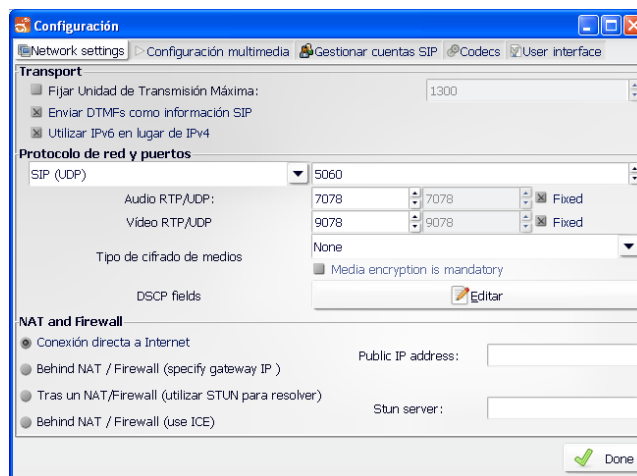 Configuración
Network settings Configuración multimedia Gestionar cuentas SIP Codecs User interface
Transport
Fijar Unidad de Transmisión Máxima: 1300
Enviar DTMFs como información SIP
Utilizar IPv6 en lugar de IPv4
Protocolo de red y puertos
SIP (UDP) 5060
Audio RTP/UDP: 7078 7078 Fixed
Vídeo RTP/UDP 9078 9078 Fixed
Tipo de cifrado de medios None
Media encryption is mandatory
DSCP fields Editar
NAT and Firewall
Conexión directa a Internet
Public IP address:
Behind NAT / Firewall (specify gateway IP )
Tras un NAT/Firewall (utilizar STUN para resolver)
Stun server:
Behind NAT / Firewall (use ICE)
Done